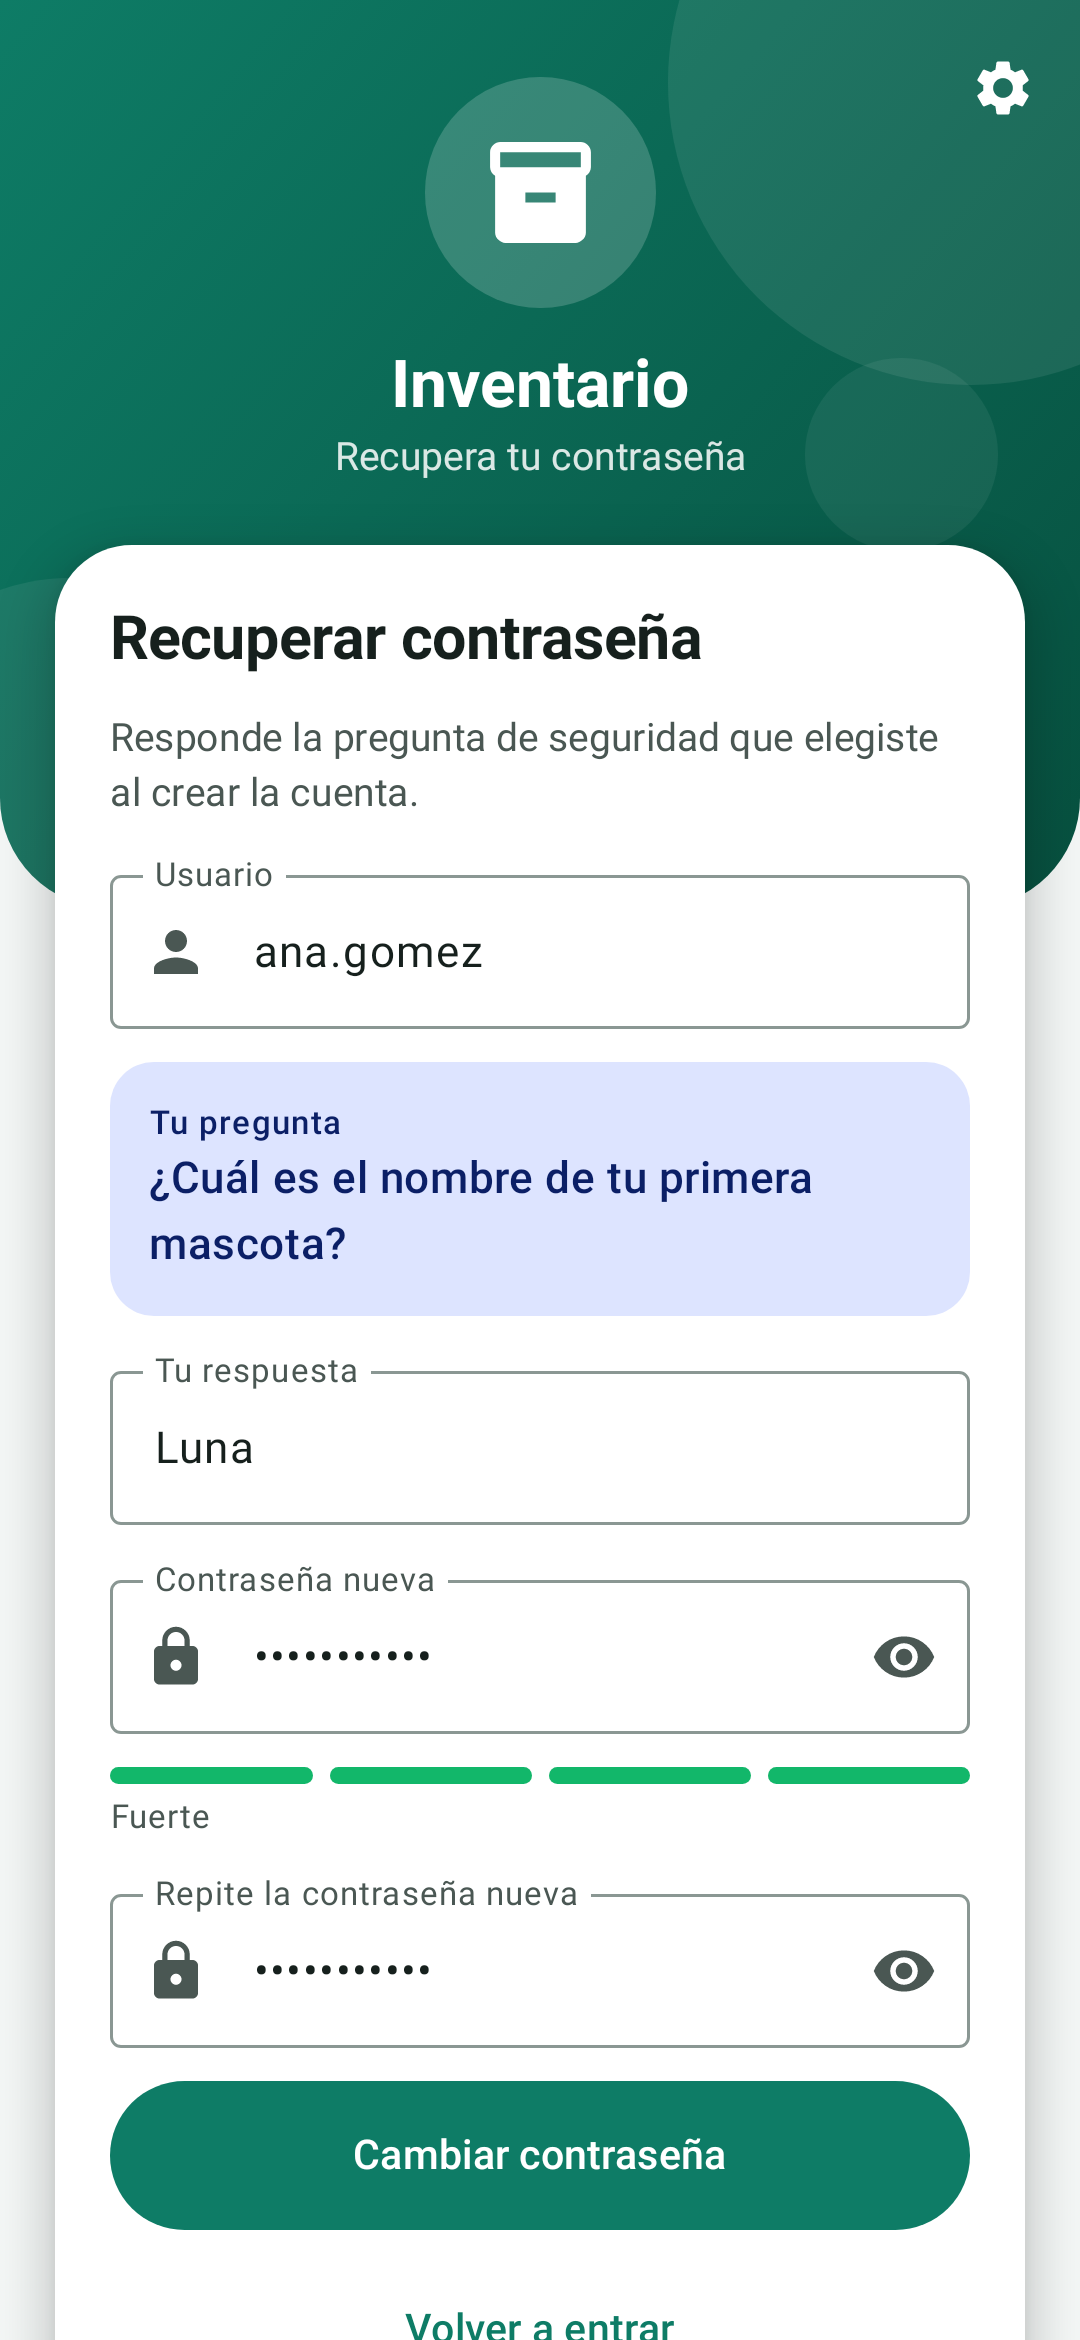 Inventario
Recupera tu contraseña
Recuperar contraseña
Responde la pregunta de seguridad que elegiste
al crear la cuenta.
Usuario
ana.gomez
Tu pregunta
¿Cuál es el nombre de tu primera
mascota?
Tu respuesta
Luna
Contraseña nueva
•••••••••••
Fuerte
Repite la contraseña nueva
•••••••••••
Cambiar contraseña
Volver a entrar